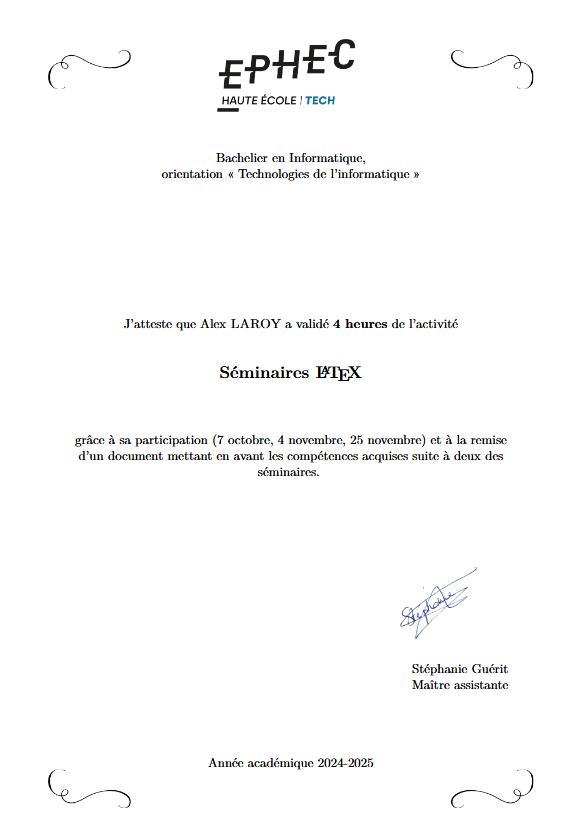 EPHEC
HAUTE ÉCOLE | TECH
Bachelier en Informatique,
orientation « Technologies de l'informatique »
J'atteste que Alex LAROY a validé 4 heures de l'activité
Séminaires LATEX
grâce à sa participation (7 octobre, 4 novembre, 25 novembre) et à la remise
d'un document mettant en avant les compétences acquises suite à deux des
séminaires.
Stéphanie
Stéphanie Guérit
Maître assistante
Année académique 2024-2025